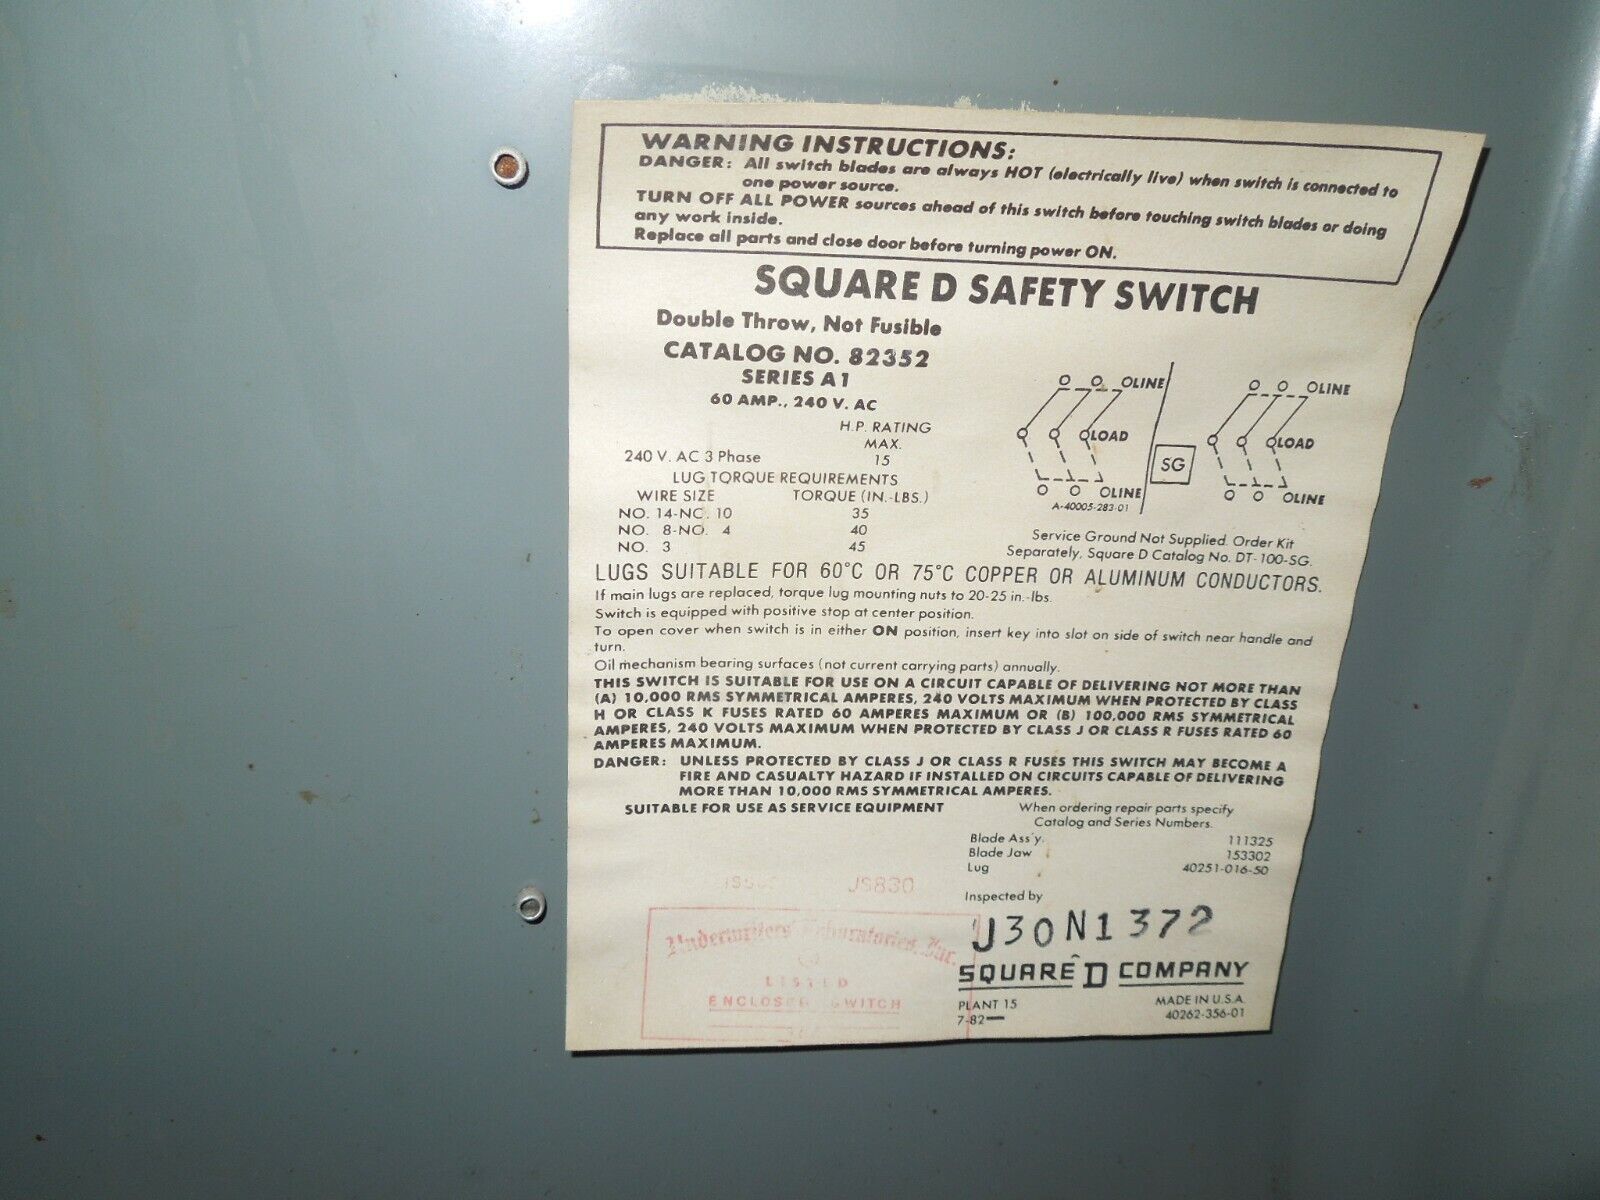 WARNING INSTRUCTIONS:
DANGER: All switch blades are always HOT (electrically live) when switch is connected to
one power source.
TURN OFF ALL POWER sources ahead of this switch before touching switch blades or doing
any work inside.
Replace all parts and close door before turning power ON.
SQUARE D SAFETY SWITCH
Double Throw, Not Fusible
CATALOG NO. 82352
SERIES A1
60 AMP., 240 V. AC
H.P. RATING
MAX.
240 V. AC 3 Phase 15
LUG TORQUE REQUIREMENTS
WIRE SIZE TORQUE (IN.-LBS.)
NO. 14-NO. 10 35
NO. 8-NO. 4 40
NO. 3 45
LINE LINE
LOAD LOAD
SG
LINE LINE
A-40005-283-01
Service Ground Not Supplied. Order Kit
Separately, Square D Catalog No. DT-100-SG.
LUGS SUITABLE FOR 60°C OR 75°C COPPER OR ALUMINUM CONDUCTORS.
If main lugs are replaced, torque lug mounting nuts to 20-25 in.-lbs.
Switch is equipped with positive stop at center position.
To open cover when switch is in either ON position, insert key into slot on side of switch near handle and
turn.
Oil mechanism bearing surfaces (not current carrying parts) annually.
THIS SWITCH IS SUITABLE FOR USE ON A CIRCUIT CAPABLE OF DELIVERING NOT MORE THAN
(A) 10,000 RMS SYMMETRICAL AMPERES, 240 VOLTS MAXIMUM WHEN PROTECTED BY CLASS
H OR CLASS K FUSES RATED 60 AMPERES MAXIMUM OR (B) 100,000 RMS SYMMETRICAL
AMPERES, 240 VOLTS MAXIMUM WHEN PROTECTED BY CLASS J OR CLASS R FUSES RATED 60
AMPERES MAXIMUM.
DANGER: UNLESS PROTECTED BY CLASS J OR CLASS R FUSES THIS SWITCH MAY BECOME A
FIRE AND CASUALTY HAZARD IF INSTALLED ON CIRCUITS CAPABLE OF DELIVERING
MORE THAN 10,000 RMS SYMMETRICAL AMPERES.
SUITABLE FOR USE AS SERVICE EQUIPMENT
When ordering repair parts specify
Catalog and Series Numbers.
Blade Ass'y. 111325
Blade Jaw 153302
Lug 40251-016-50
JS830
Inspected by
J30N1372
Underwriters' Laboratories, Inc.
LISTED
ENCLOSED SWITCH
SQUARE D COMPANY
PLANT 15 MADE IN U.S.A.
7-82 40262-356-01